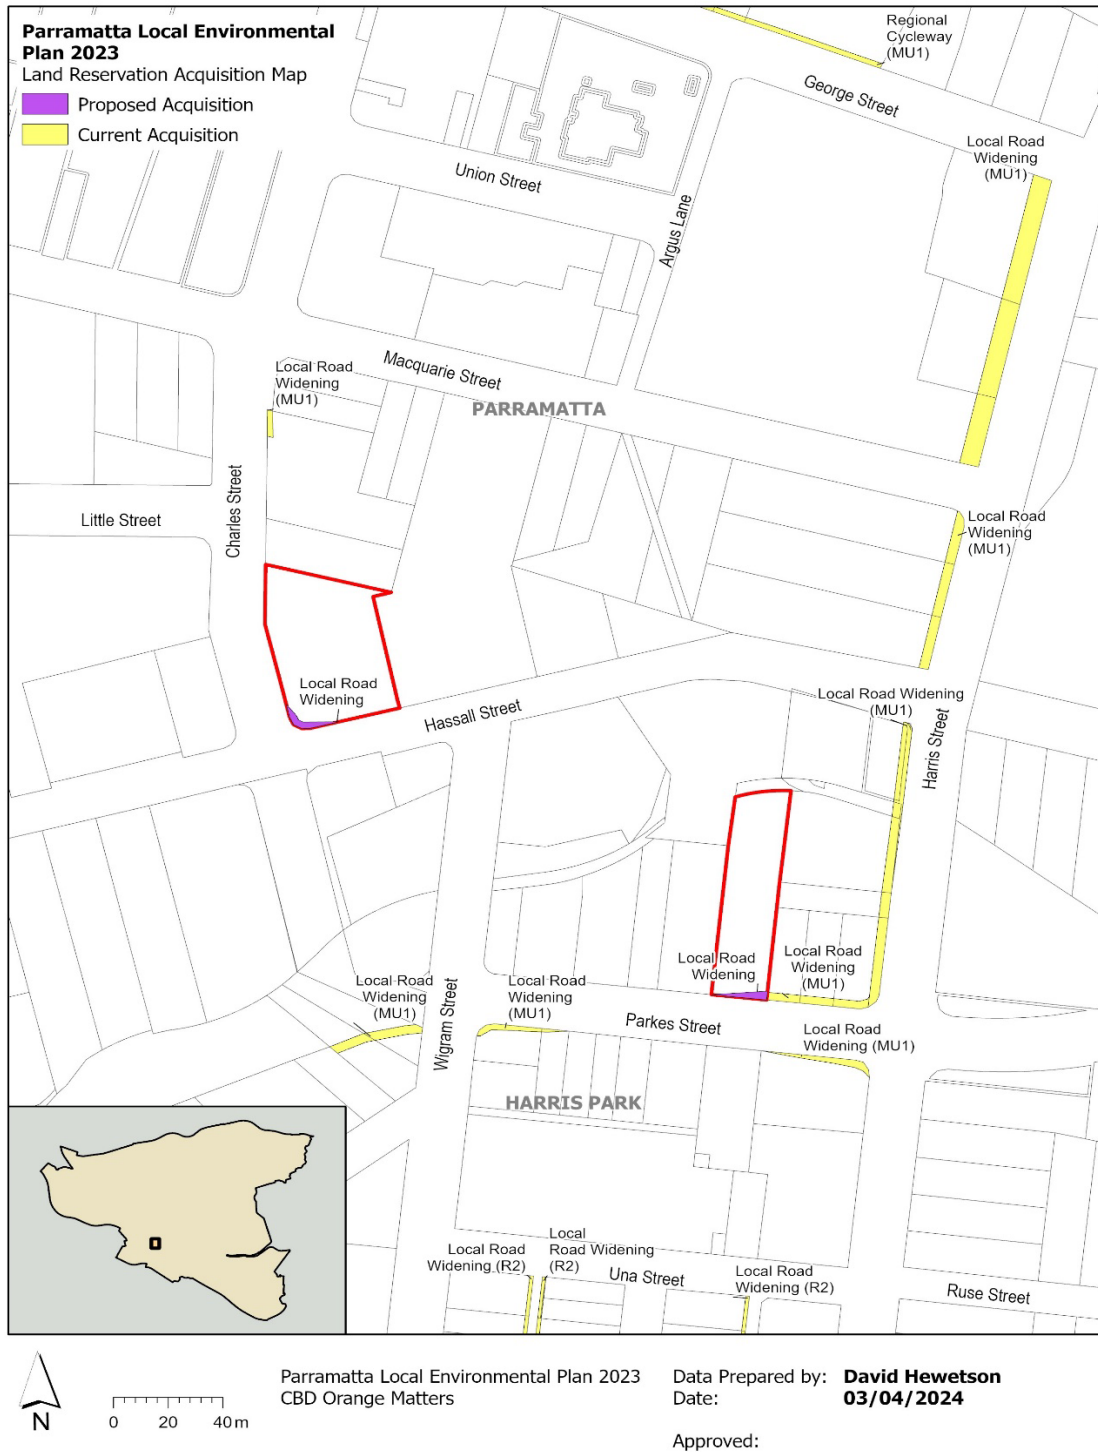 Parramatta Local Environmental
Plan 2023
Land Reservation Acquisition Map
Proposed Acquisition
Current Acquisition
Regional
Cycleway
(MU1)
George Street
Local Road
Widening
(MU1)
Union Street
Argus Lane
Macquarie Street
Local Road
Widening
(MU1)
PARRAMATTA
Charles Street
Little Street
Local Road
Widening
(MU1)
Local Road
Widening
Hassall Street
Local Road Widening
(MU1)
Harris Street
Local Road
Widening
Local Road
Widening
(MU1)
Local Road
Widening
(MU1)
Wigram Street
Local Road
Widening
(MU1)
Parkes Street
Local Road
Widening (MU1)
HARRIS PARK
Local Road
Widening (R2)
Local
Road Widening
(R2)
Una Street
Local Road
Widening (R2)
Ruse Street
N
0 20 40 m
Parramatta Local Environmental Plan 2023
CBD Orange Matters
Data Prepared by: David Hewetson
Date: 03/04/2024
Approved: